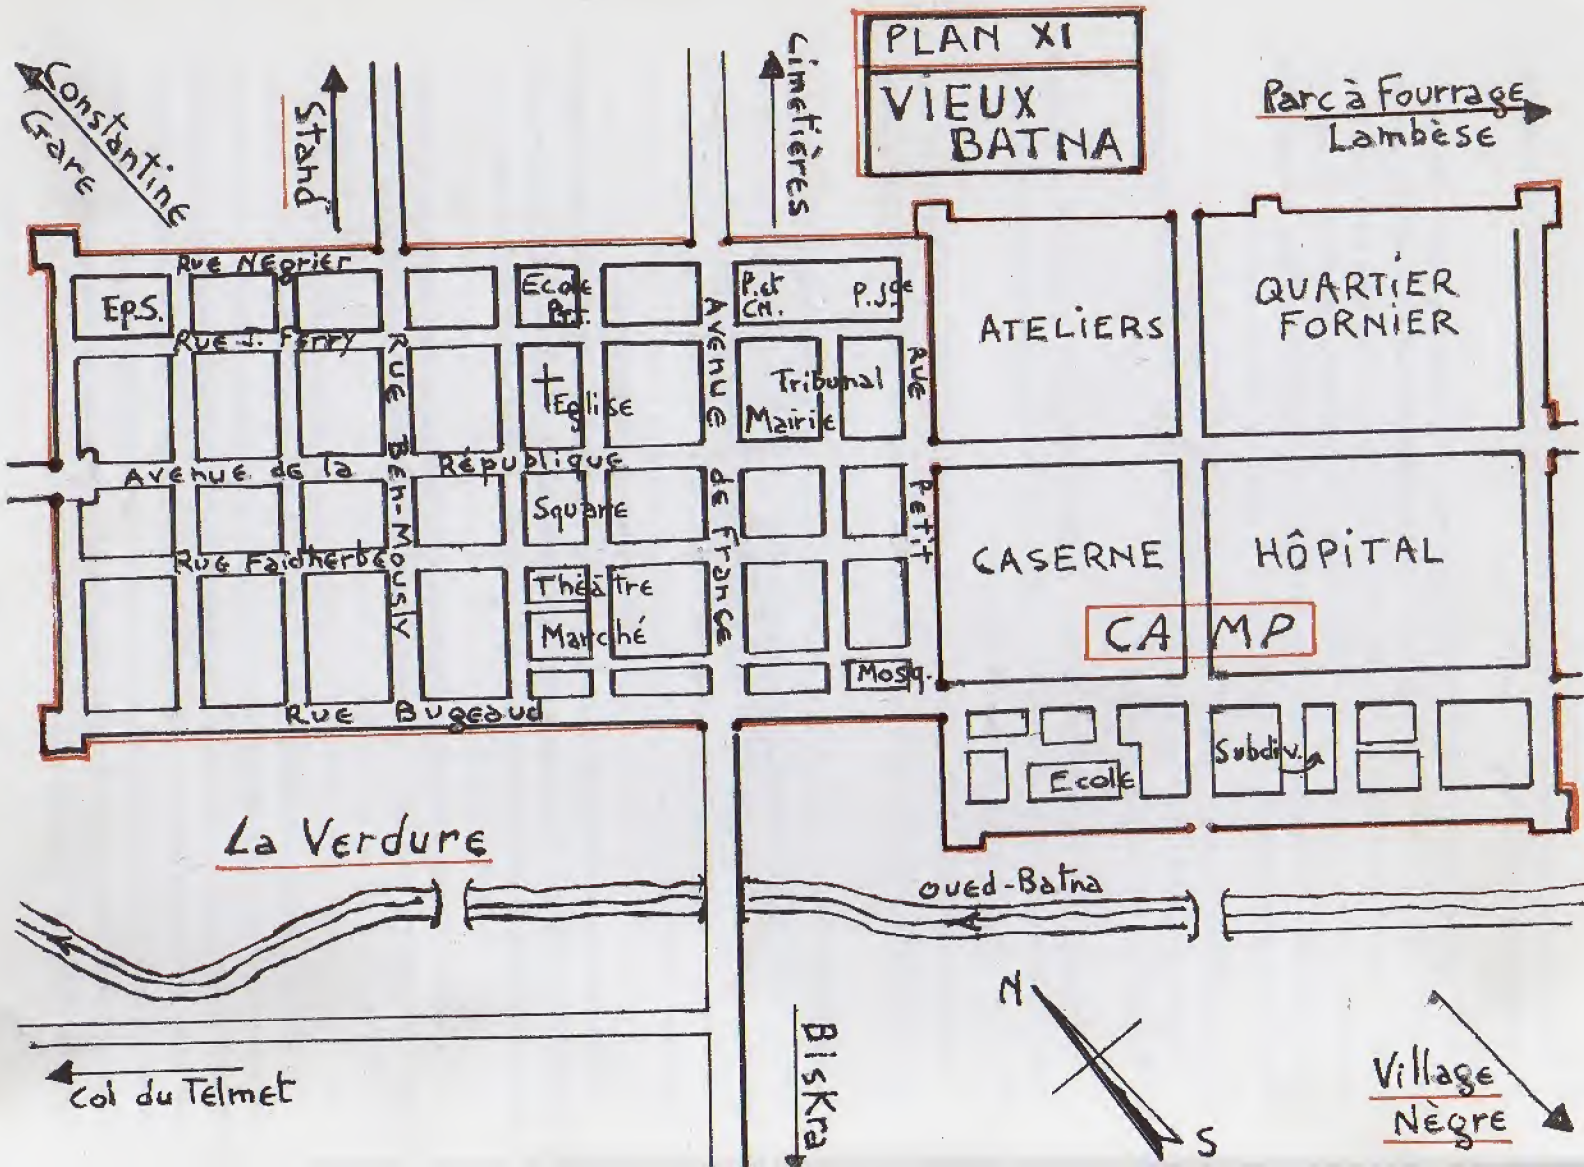 PLAN XI
VIEUX
BATNA
Constantine
Gare
Stand
Cimetières
Parc à Fourrage
Lambèse
Rue Négrier
Ep.S.
Ecole
Prt.
P. et
CH.
P. Jce
ATELIERS
QUARTIER
FORNIER
Rue J. Ferry
RUE BEN-MOUSLY
AVENUE de France
RUE PETIT
Eglise
Tribunal
Mairie
Avenue de la République
Square
Rue Faidherbe
Théâtre
Marché
CASERNE
HÔPITAL
CAMP
Mosq.
Rue Bugeaud
Ecole
Subdiv.
La Verdure
Oued-Batna
Col du Telmet
Biskra
N
S
Village
Nègre